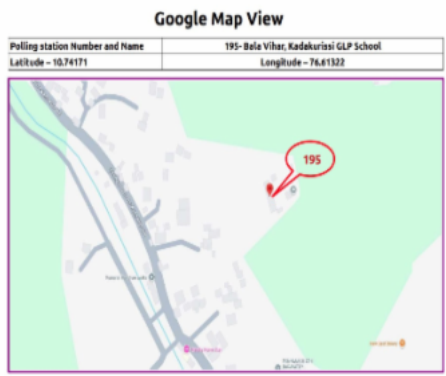 Google Map View
Polling station Number and Name 195- Bala Vihar, Kadakurissi GLP School
Latitude – 10.74171 Longitude – 76.61322
195